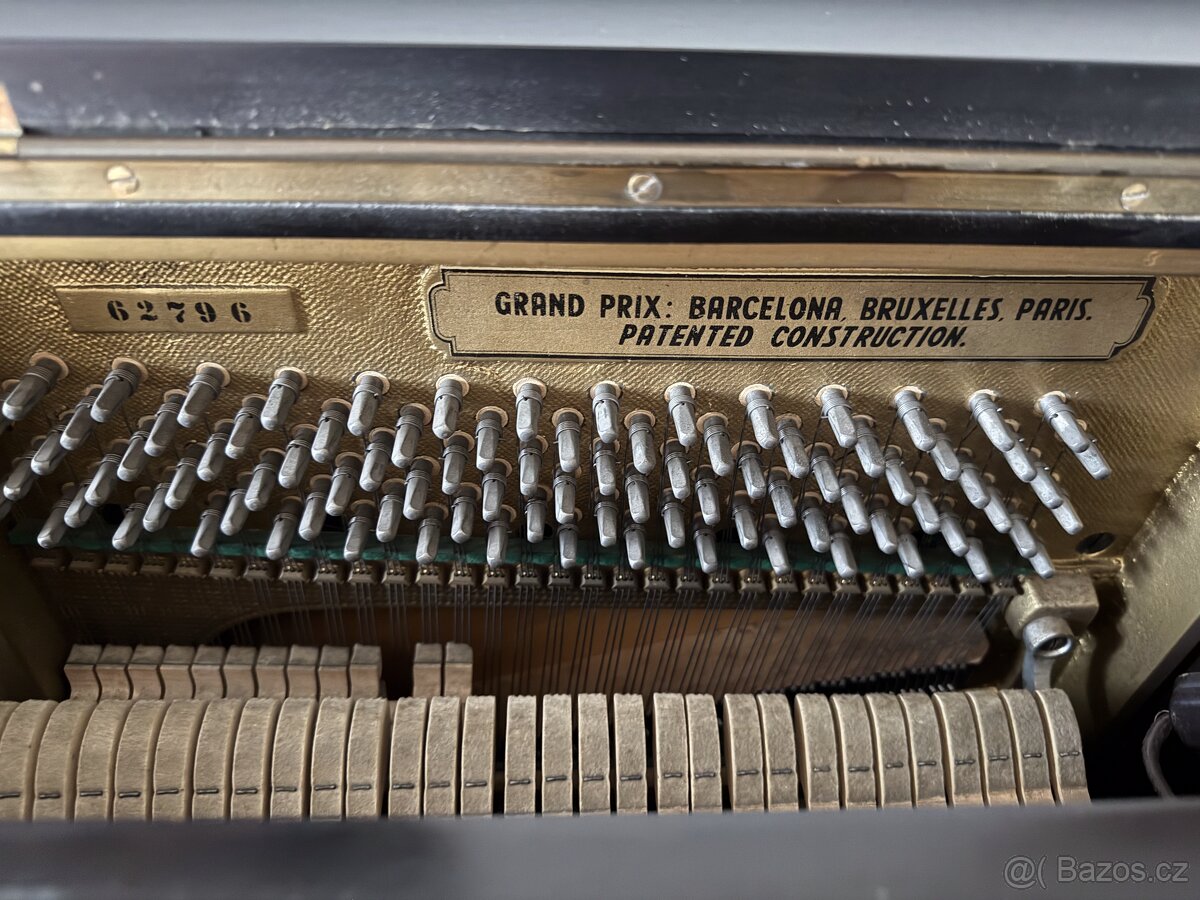 62796
GRAND PRIX: BARCELONA, BRUXELLES, PARIS.
PATENTED CONSTRUCTION.
@( Bazos.cz